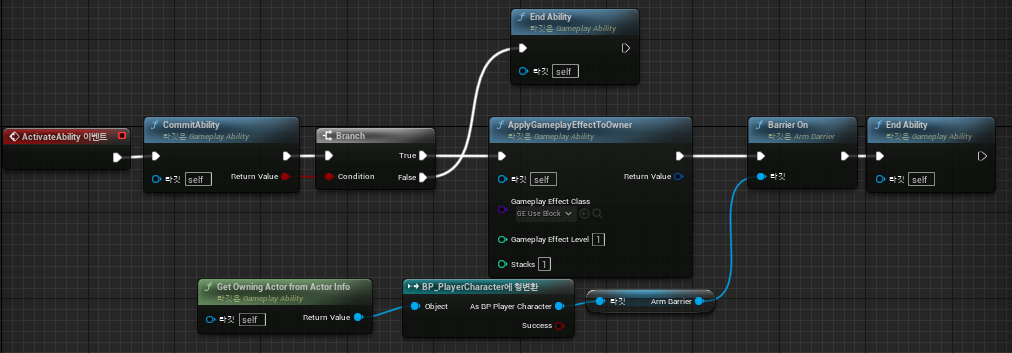 End Ability
타깃은 Gameplay Ability
타깃 self
ActivateAbility 이벤트
CommitAbility
타깃은 Gameplay Ability
타깃 self
Return Value
Branch
True
Condition
False
ApplyGameplayEffectToOwner
타깃은 Gameplay Ability
타깃 self
Return Value
Gameplay Effect Class
GE Use Block
Gameplay Effect Level 1
Stacks 1
Barrier On
타깃은 Arm Barrier
타깃
End Ability
타깃은 Gameplay Ability
타깃 self
Get Owning Actor from Actor Info
타깃은 Gameplay Ability
타깃 self
Return Value
BP_PlayerCharacter에 형변환
Object
As BP Player Character
Success
타깃
Arm Barrier